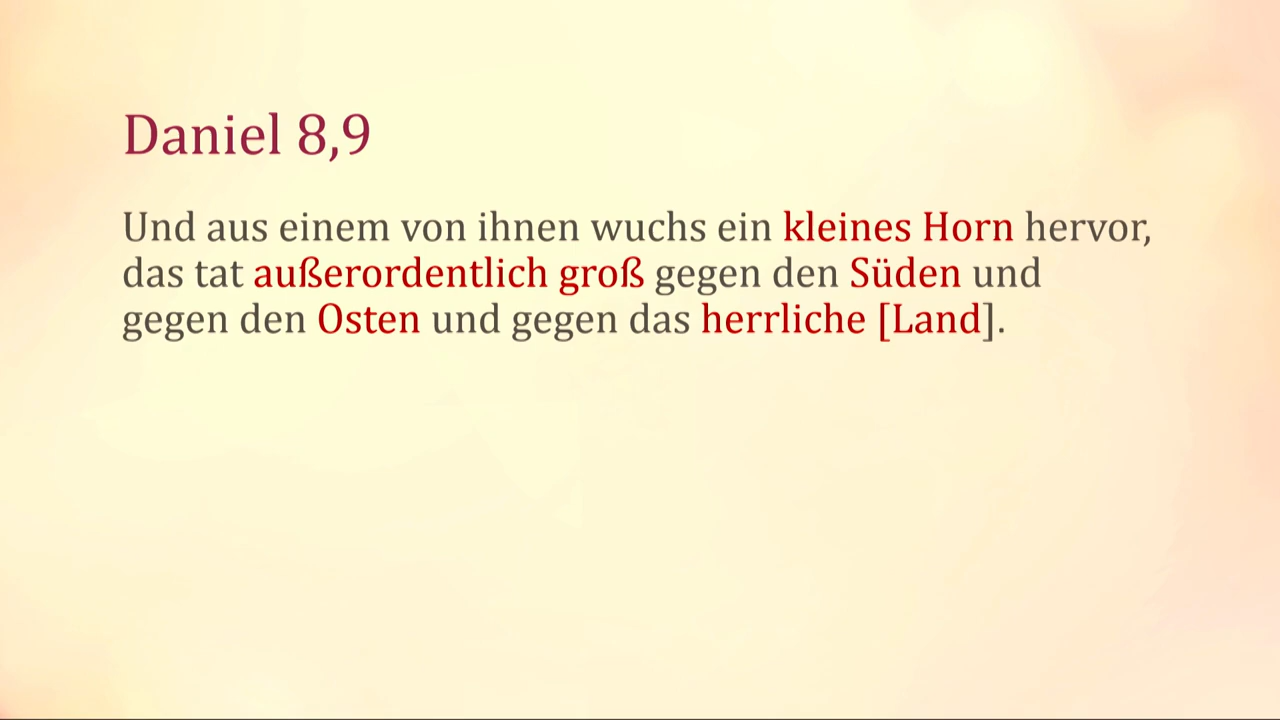 Daniel 8,9
Und aus einem von ihnen wuchs ein kleines Horn hervor,
das tat außerordentlich groß gegen den Süden und
gegen den Osten und gegen das herrliche [Land].